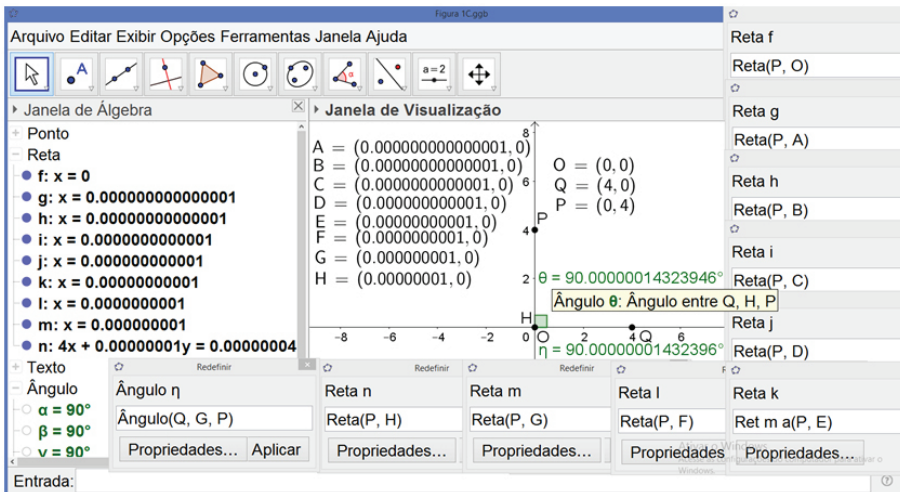 Figura 1C.ggb
Arquivo Editar Exibir Opções Ferramentas Janela Ajuda
A
a=2
Janela de Álgebra
Ponto
Reta
f: x = 0
g: x = 0.000000000000001
h: x = 0.00000000000001
i: x = 0.0000000000001
j: x = 0.000000000001
k: x = 0.00000000001
l: x = 0.0000000001
m: x = 0.000000001
n: 4x + 0.00000001y = 0.00000004
Texto
Ângulo
α = 90°
β = 90°
γ = 90°
Janela de Visualização
A = (0.000000000000001, 0)
B = (0.00000000000001, 0)
C = (0.0000000000001, 0)
D = (0.000000000001, 0)
E = (0.00000000001, 0)
F = (0.0000000001, 0)
G = (0.000000001, 0)
H = (0.00000001, 0)
O = (0, 0)
Q = (4, 0)
P = (0, 4)
8
6
P
4
2
θ = 90.00000014323946°
Ângulo θ: Ângulo entre Q, H, P
H
-8 -6 -4 -2 0 O 2 4 Q 6
η = 90.00000001432396°
Reta f
Reta(P, O)
Reta g
Reta(P, A)
Reta h
Reta(P, B)
Reta i
Reta(P, C)
Reta j
Reta(P, D)
Reta k
Ret m a(P, E)
Propriedades...
Redefinir
Ângulo η
Ângulo(Q, G, P)
Propriedades... Aplicar
Redefinir
Reta n
Reta(P, H)
Propriedades...
Redefinir
Reta m
Reta(P, G)
Propriedades...
Reta l
Reta(P, F)
Propriedades
Ativar o Windows
Windows.
Entrada: